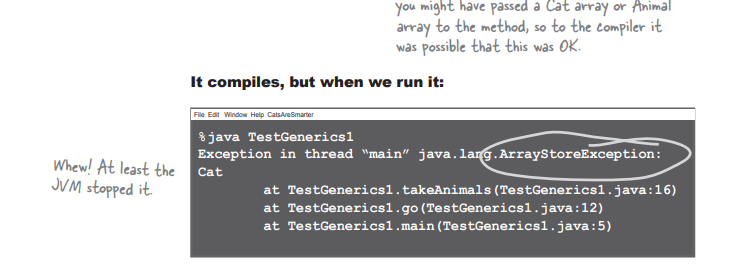 you might have passed a Cat array or Animal
array to the method, so to the compiler it
was possible that this was OK.
It compiles, but when we run it:
File Edit Window Help CatsAreSmarter
%java TestGenerics1
Exception in thread “main” java.lang.ArrayStoreException:
Cat
at TestGenerics1.takeAnimals(TestGenerics1.java:16)
at TestGenerics1.go(TestGenerics1.java:12)
at TestGenerics1.main(TestGenerics1.java:5)
Whew! At least the
JVM stopped it.